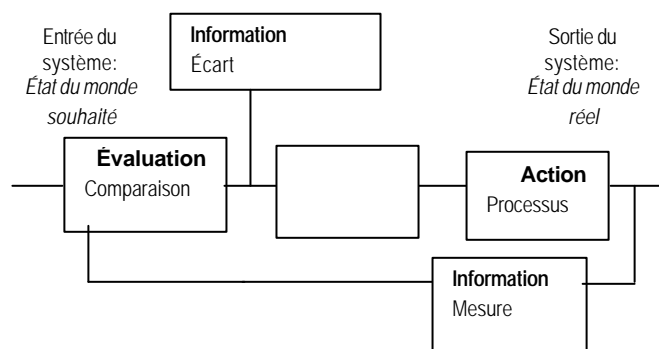 Entrée du
système:
État du monde
souhaité
Information
Écart
Sortie du
système:
État du monde
réel
Évaluation
Comparaison
Action
Processus
Information
Mesure